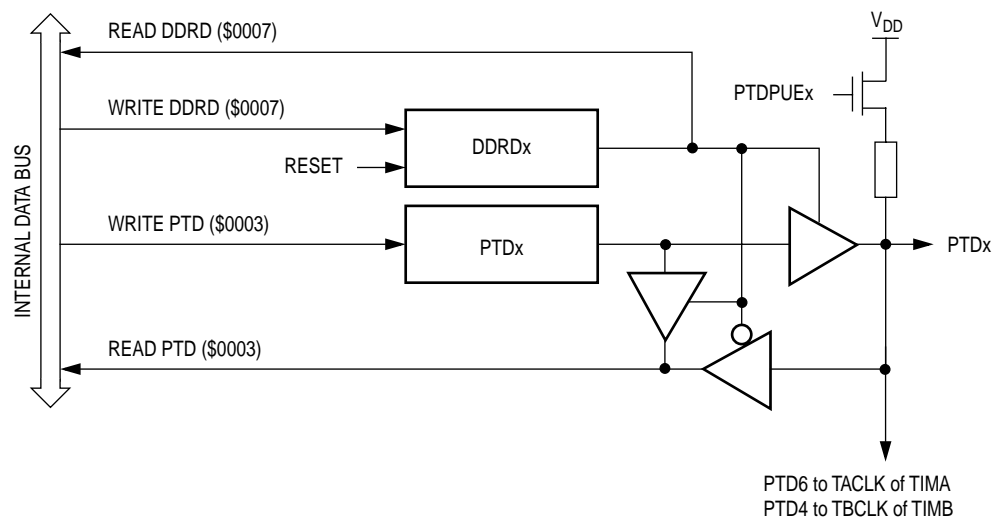 READ DDRD ($0007)
V_DD
WRITE DDRD ($0007)
PTDPUEx
DDRDx
RESET
INTERNAL DATA BUS
WRITE PTD ($0003)
PTDx
PTDx
READ PTD ($0003)
PTD6 to TACLK of TIMA
PTD4 to TBCLK of TIMB